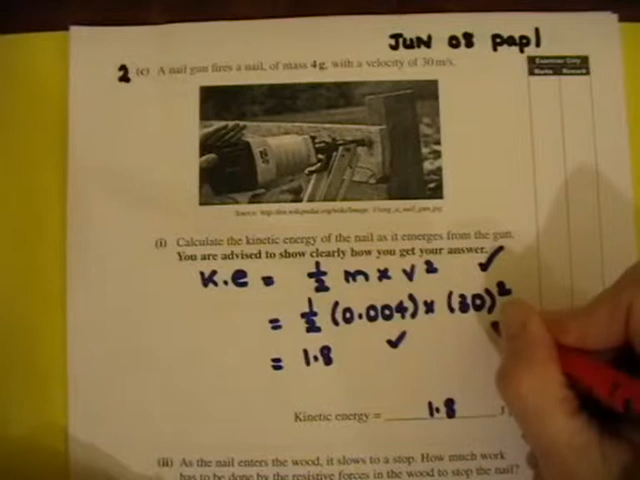 JUN 08 pap1
2 (c) A nail gun fires a nail, of mass 4 g, with a velocity of 30 m/s.
Examiner Only
Marks Remark
(i) Calculate the kinetic energy of the nail as it emerges from the gun.
You are advised to show clearly how you get your answer.
K.e = 1/2 m × v² ✓
= 1/2 (0.004) × (30)²
= 1.8 ✓
Kinetic energy = 1.8 J
(ii) As the nail enters the wood, it slows to a stop. How much work
has to be done by the resistive forces in the wood to stop the nail?